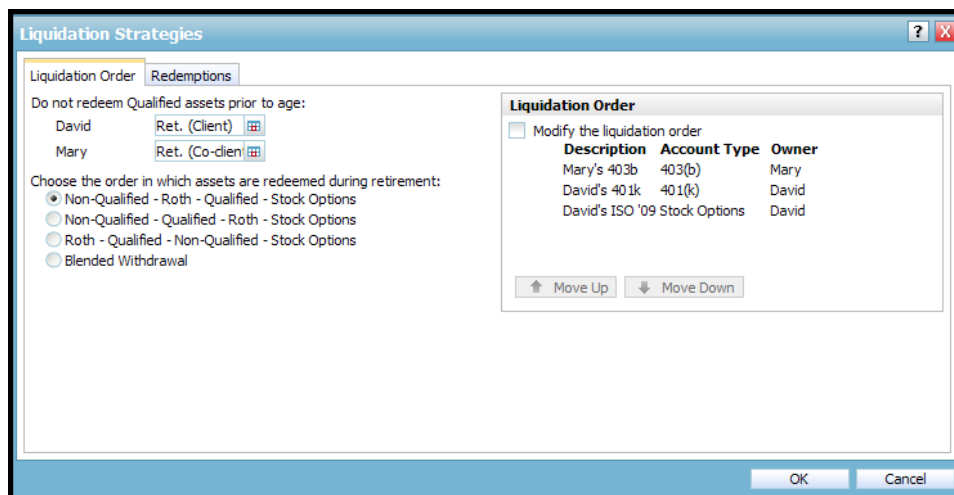 Liquidation Strategies
? X
Liquidation Order Redemptions
Do not redeem Qualified assets prior to age:
David Ret. (Client)
Mary Ret. (Co-clien
Choose the order in which assets are redeemed during retirement:
Non-Qualified - Roth - Qualified - Stock Options
Non-Qualified - Qualified - Roth - Stock Options
Roth - Qualified - Non-Qualified - Stock Options
Blended Withdrawal
Liquidation Order
Modify the liquidation order
Description Account Type Owner
Mary's 403b 403(b) Mary
David's 401k 401(k) David
David's ISO '09 Stock Options David
Move Up Move Down
OK Cancel